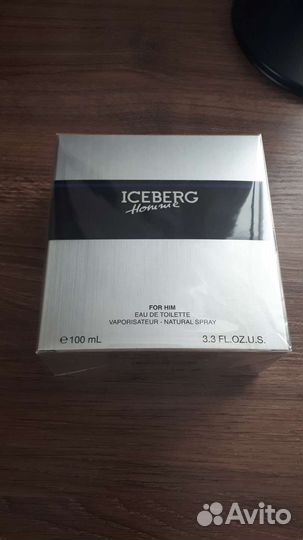 ICEBERG
Homme
FOR HIM
EAU DE TOILETTE
VAPORISATEUR - NATURAL SPRAY
℮ 100 mL 3.3 FL.OZ.U.S.
Avito